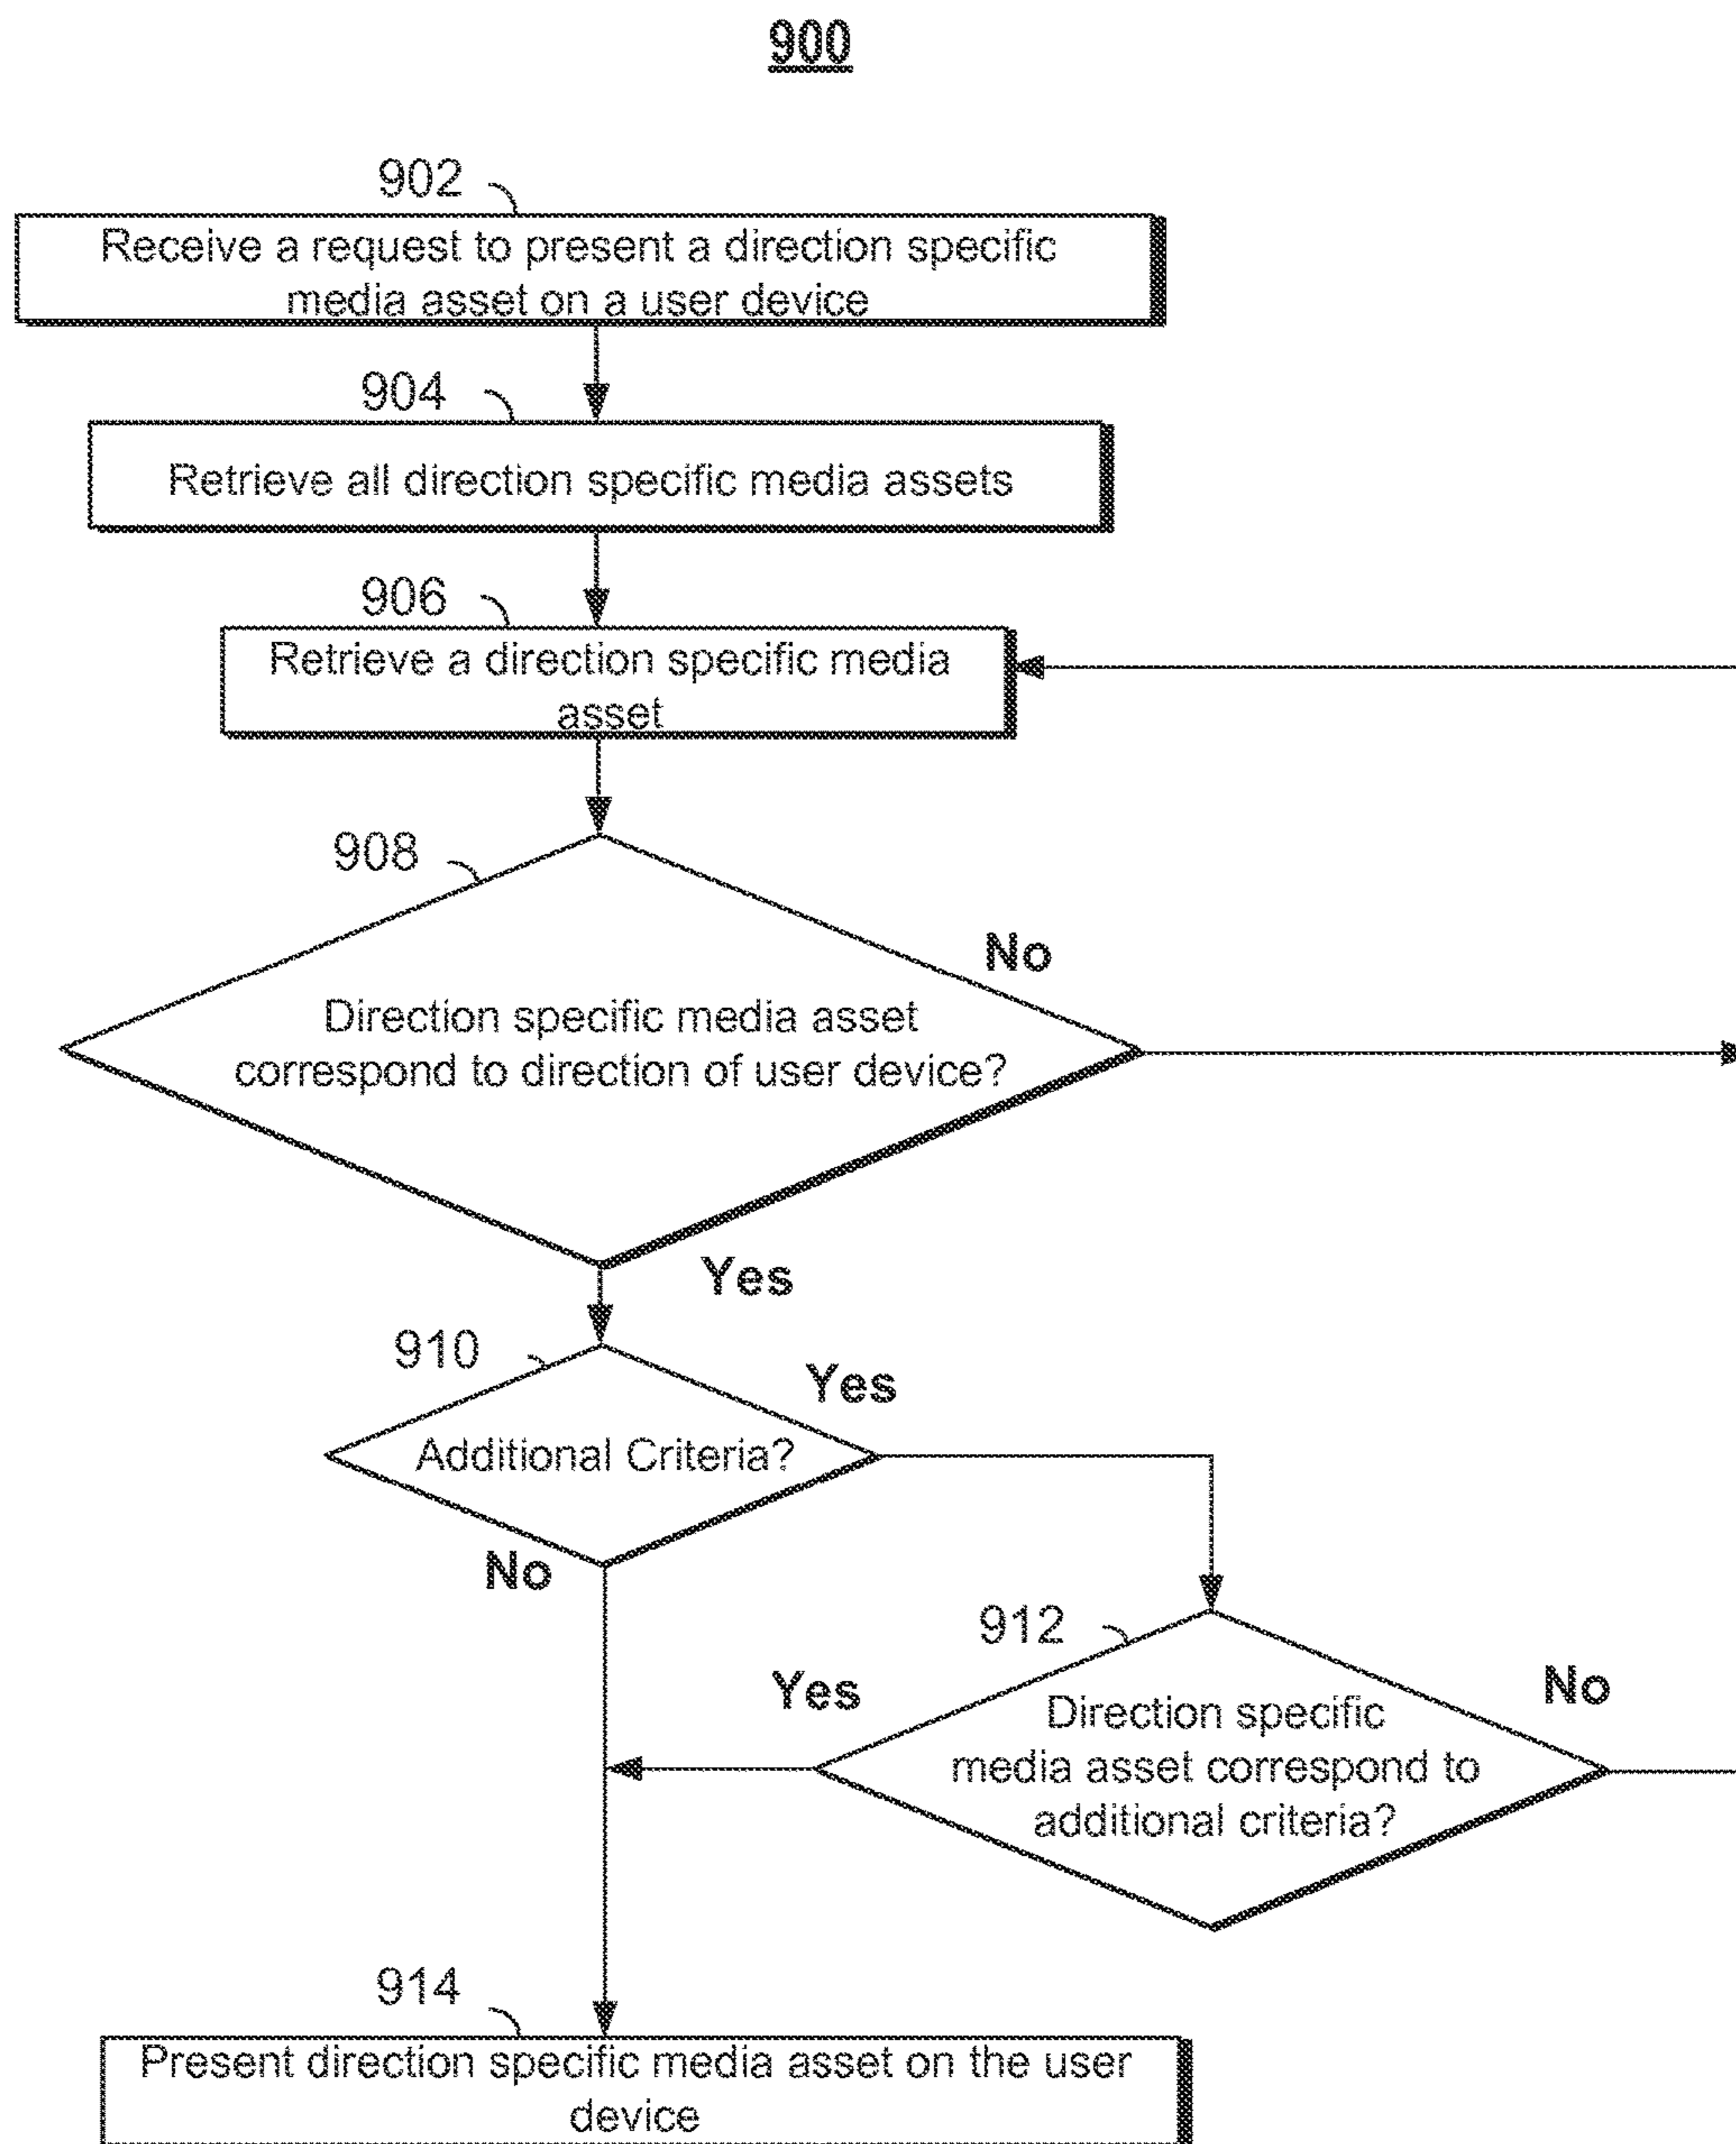 900
902
Receive a request to present a direction specific
media asset on a user device
904
Retrieve all direction specific media assets
906
Retrieve a direction specific media
asset
908
No
Direction specific media asset
correspond to direction of user device?
Yes
910
Yes
Additional Criteria?
No
912
Yes
No
Direction specific
media asset correspond to
additional criteria?
914
Present direction specific media asset on the user
device